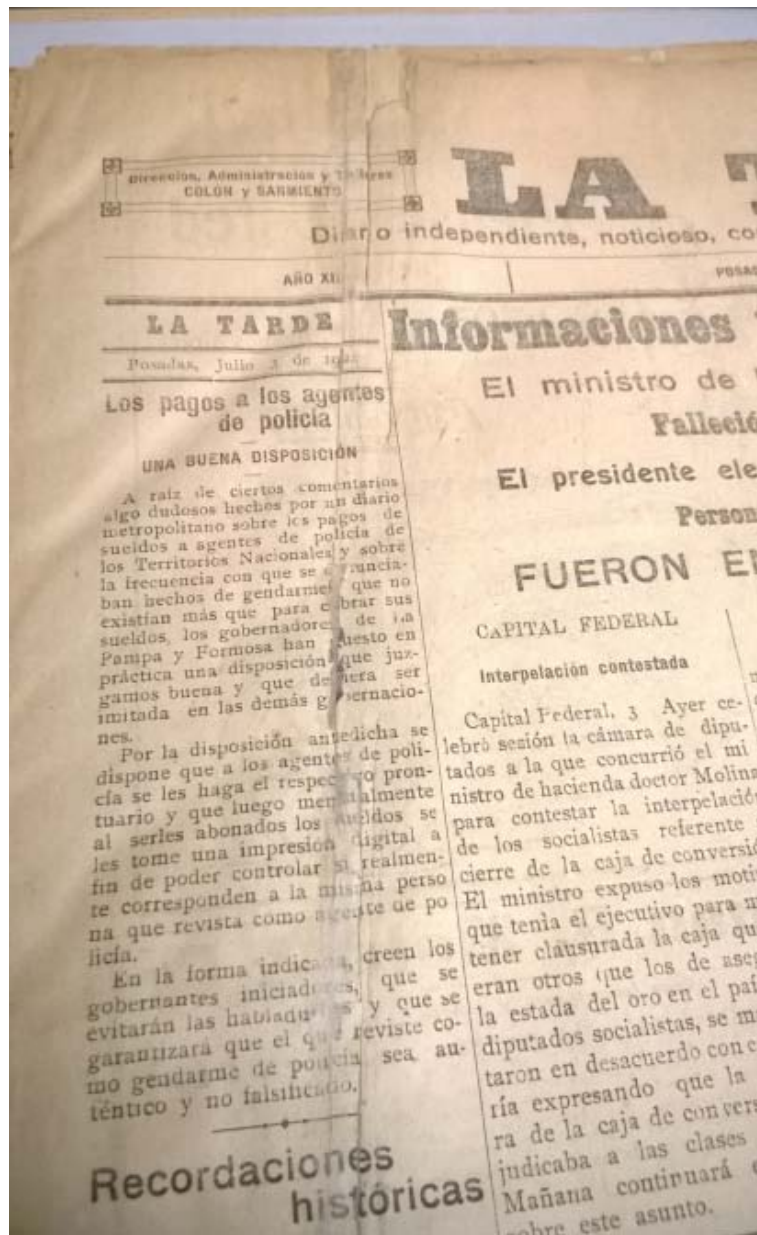 Dirección, Administración y Talleres
COLON y SARMIENTO
LA T
Diario independiente, noticioso, co
AÑO XI
POSAD
LA TARDE
Posadas, Julio 3 de
Los pagos a los agentes
de policía
UNA BUENA DISPOSICIÓN
A raíz de ciertos comentarios
algo dudosos hechos por un diario
metropolitano sobre los pagos de
sueldos a agentes de policía de
los Territorios Nacionales y sobre
la frecuencia con que se denuncia-
ban hechos de gendarmes que no
existían más que para cobrar sus
sueldos, los gobernadores de La
Pampa y Formosa han puesto en
práctica una disposición que juz-
gamos buena y que debiera ser
imitada en las demás gobernacio-
nes.
Por la disposición antedicha se
dispone que a los agentes de poli-
cía se les haga el respectivo pron-
tuario y que luego mensualmente
al serles abonados los sueldos se
les tome una impresión digital a
fin de poder controlar si realmen-
te corresponden a la misma perso
na que revista como agente de po
licía.
En la forma indicada, creen los
gobernantes iniciadores, que se
evitarán las habladurías y que se
garantizará que el que reviste co-
mo gendarme de policía sea au-
téntico y no falsificado.
Recordaciones
históricas
Informaciones
El ministro de
Falleció
El presidente ele
Person
FUERON EN
CAPITAL FEDERAL
Interpelación contestada
Capital Federal, 3 Ayer ce-
lebró sesión la cámara de dipu-
tados a la que concurrió el mi
nistro de hacienda doctor Molina
para contestar la interpelació
de los socialistas referente
cierre de la caja de conversió
El ministro expuso los moti
que tenía el ejecutivo para m
tener clausurada la caja qu
eran otros que los de aseg
la estada del oro en el paí
diputados socialistas, se m
taron en desacuerdo con
ría expresando que la
ra de la caja de convers
judicaba a las clases
Mañana continuará
sobre este asunto.